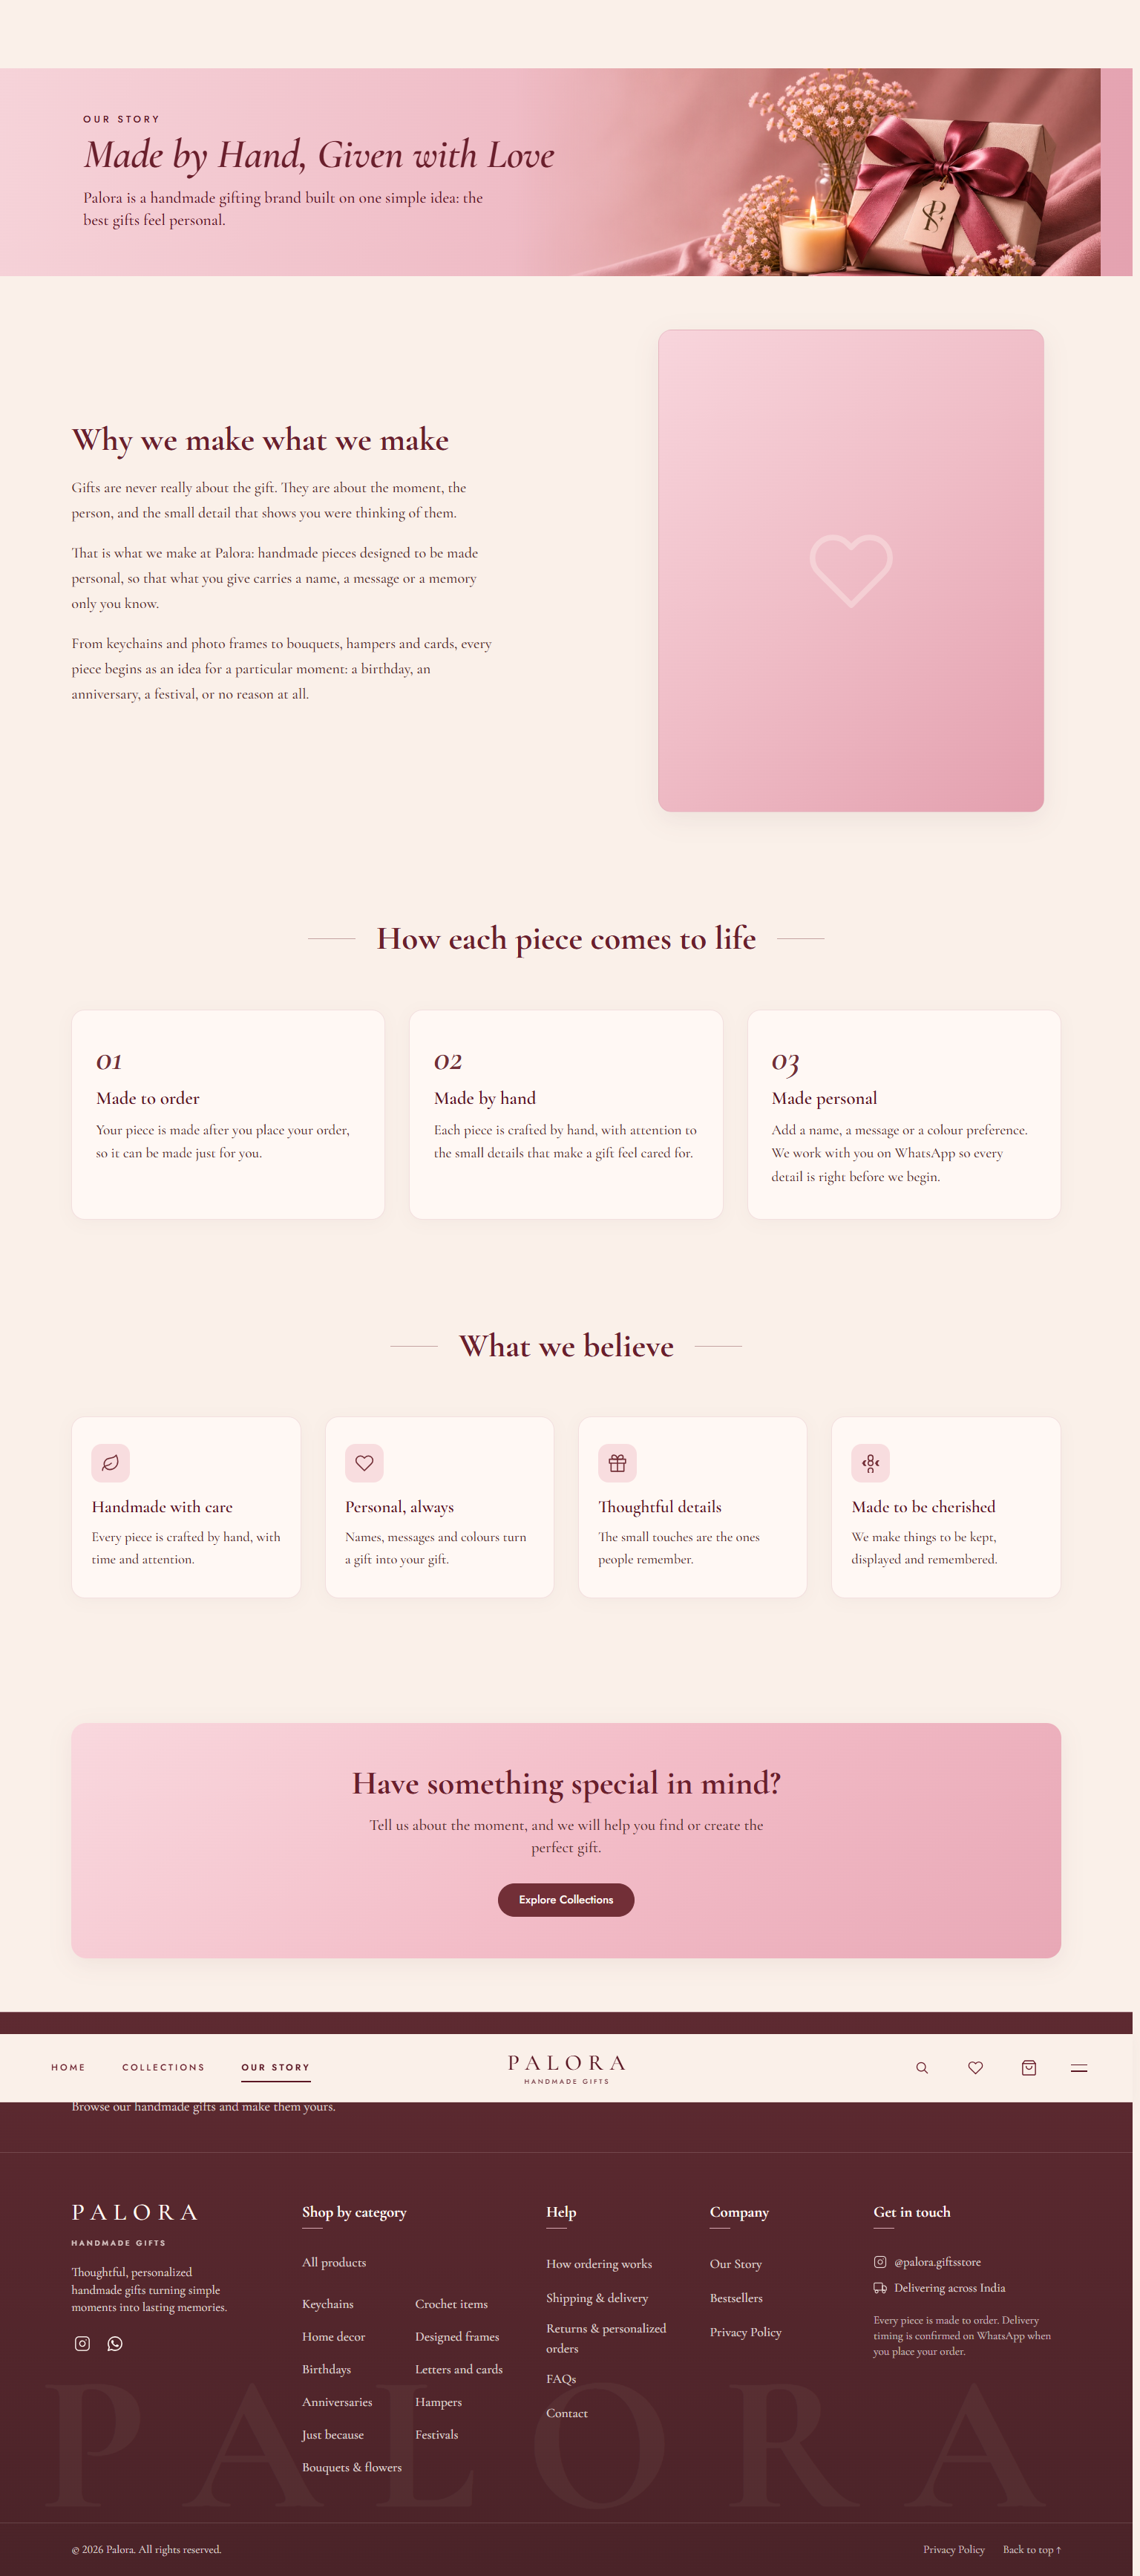 OUR STORY
Made by Hand, Given with Love
Palora is a handmade gifting brand built on one simple idea: the
best gifts feel personal.
Why we make what we make
Gifts are never really about the gift. They are about the moment, the
person, and the small detail that shows you were thinking of them.
That is what we make at Palora: handmade pieces designed to be made
personal, so that what you give carries a name, a message or a memory
only you know.
From keychains and photo frames to bouquets, hampers and cards, every
piece begins as an idea for a particular moment: a birthday, an
anniversary, a festival, or no reason at all.
How each piece comes to life
01
Made to order
Your piece is made after you place your order,
so it can be made just for you.
02
Made by hand
Each piece is crafted by hand, with attention to
the small details that make a gift feel cared for.
03
Made personal
Add a name, a message or a colour preference.
We work with you on WhatsApp so every
detail is right before we begin.
What we believe
Handmade with care
Every piece is crafted by hand, with
time and attention.
Personal, always
Names, messages and colours turn
a gift into your gift.
Thoughtful details
The small touches are the ones
people remember.
Made to be cherished
We make things to be kept,
displayed and remembered.
Have something special in mind?
Tell us about the moment, and we will help you find or create the
perfect gift.
Explore Collections
HOME
COLLECTIONS
OUR STORY
PALORA
HANDMADE GIFTS
Browse our handmade gifts and make them yours.
PALORA
HANDMADE GIFTS
Thoughtful, personalized
handmade gifts turning simple
moments into lasting memories.
Shop by category
All products
Keychains
Crochet items
Home decor
Designed frames
Birthdays
Letters and cards
Anniversaries
Hampers
Just because
Festivals
Bouquets & flowers
Help
How ordering works
Shipping & delivery
Returns & personalized
orders
FAQs
Contact
Company
Our Story
Bestsellers
Privacy Policy
Get in touch
@palora.giftsstore
Delivering across India
Every piece is made to order. Delivery
timing is confirmed on WhatsApp when
you place your order.
PALORA
© 2026 Palora. All rights reserved.
Privacy Policy
Back to top ↑